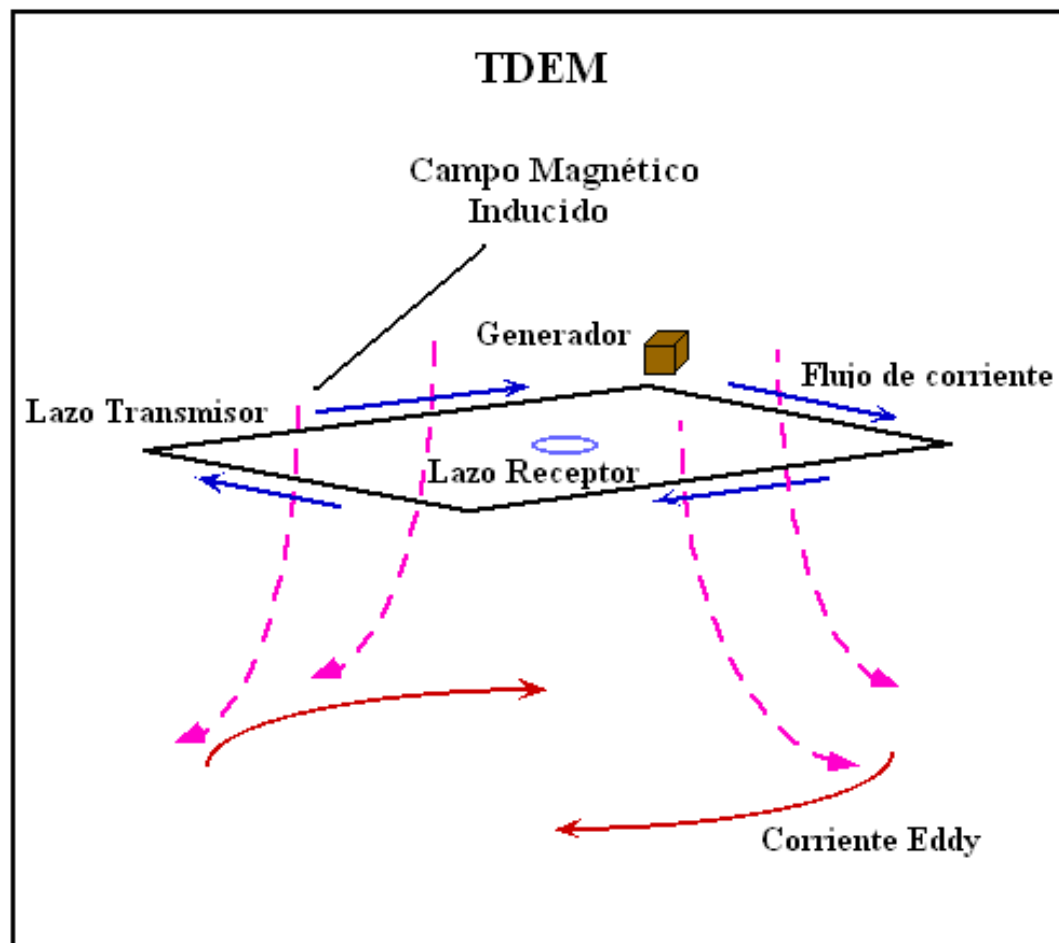 TDEM
Campo Magnético
Inducido
Generador
Flujo de corriente
Lazo Transmisor
Lazo Receptor
Corriente Eddy